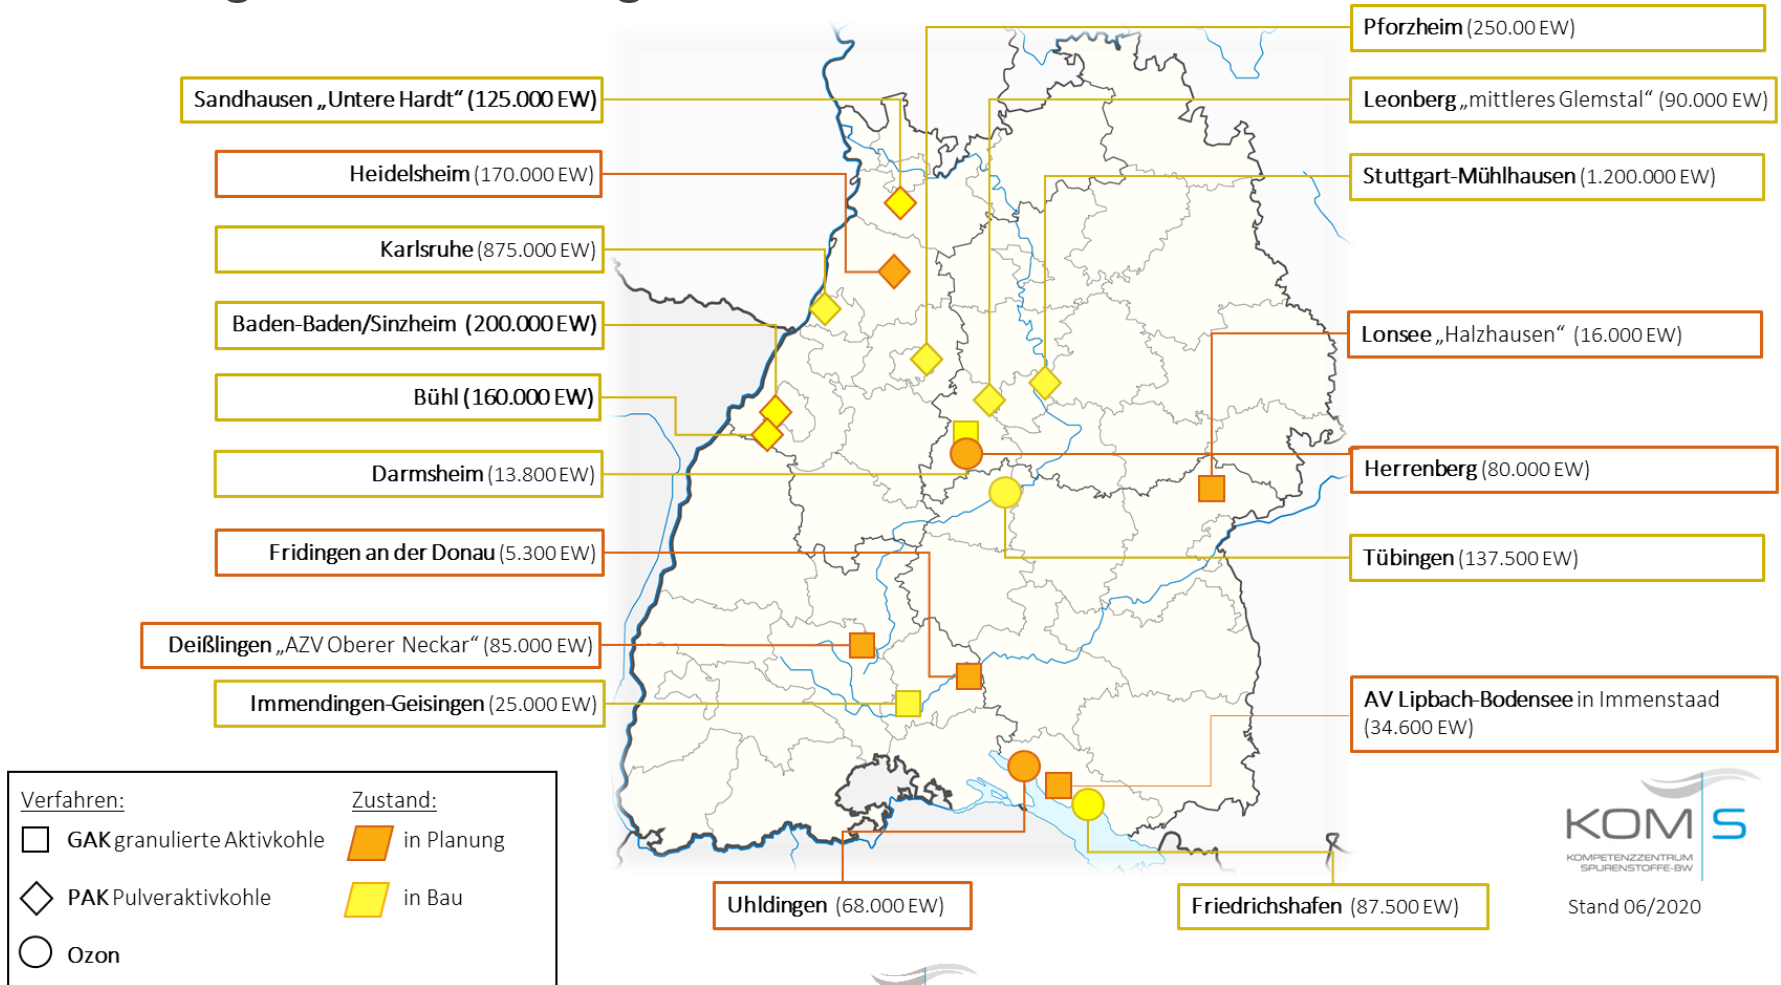 Pforzheim (250.00 EW)
Sandhausen „Untere Hardt“ (125.000 EW)
Leonberg „mittleres Glemstal“ (90.000 EW)
Heidelsheim (170.000 EW)
Stuttgart-Mühlhausen (1.200.000 EW)
Karlsruhe (875.000 EW)
Baden-Baden/Sinzheim (200.000 EW)
Lonsee „Halzhausen“ (16.000 EW)
Bühl (160.000 EW)
Darmsheim (13.800 EW)
Herrenberg (80.000 EW)
Fridingen an der Donau (5.300 EW)
Tübingen (137.500 EW)
Deißlingen „AZV Oberer Neckar“ (85.000 EW)
Immendingen-Geisingen (25.000 EW)
AV Lipbach-Bodensee in Immenstaad
(34.600 EW)
Uhldingen (68.000 EW)
Friedrichshafen (87.500 EW)
Verfahren:
GAK granulierte Aktivkohle
PAK Pulveraktivkohle
Ozon
Zustand:
in Planung
in Bau
KOM S
KOMPETENZZENTRUM
SPURENSTOFFE-BW
Stand 06/2020